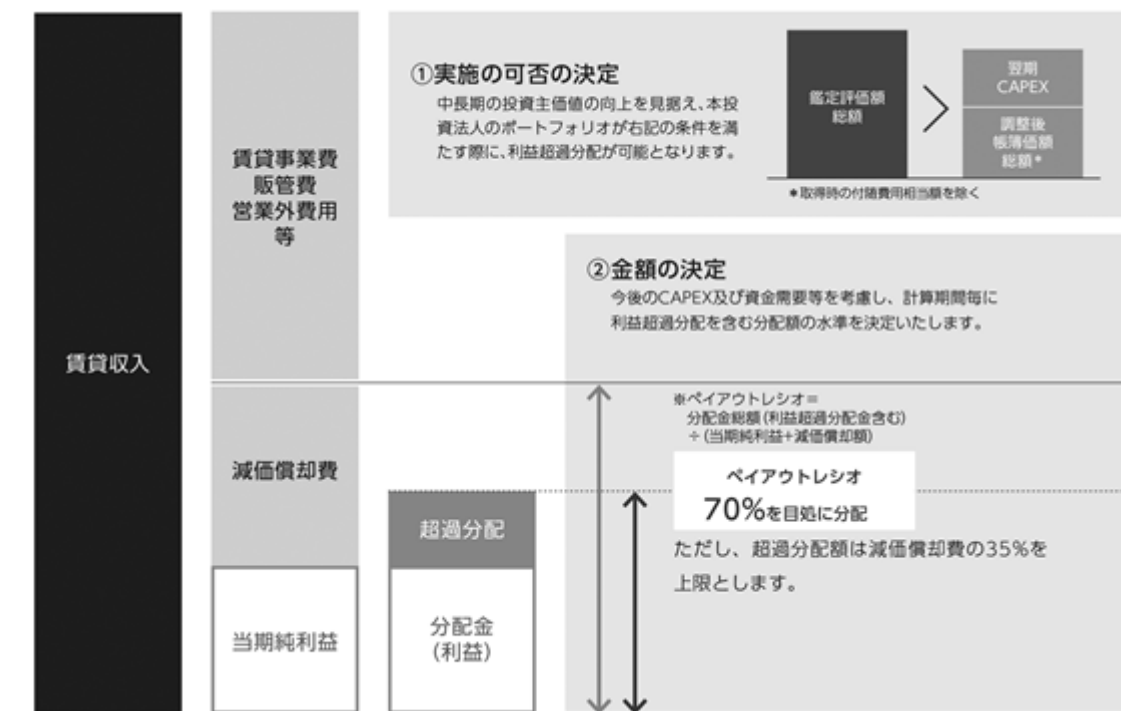 賃貸収入
賃貸事業費
販管費
営業外費用
等
減価償却費
当期純利益
超過分配
分配金
(利益)
①実施の可否の決定
中長期の投資主価値の向上を見据え、本投
資法人のポートフォリオが右記の条件を満
たす際に、利益超過分配が可能となります。
鑑定評価額
総額
翌期
CAPEX
調整後
帳簿価額
総額*
*取得時の付随費用相当額を除く
②金額の決定
今後のCAPEX及び資金需要等を考慮し、計算期間毎に
利益超過分配を含む分配額の水準を決定いたします。
※ペイアウトレシオ=
分配金総額(利益超過分配金含む)
÷(当期純利益+減価償却額)
ペイアウトレシオ
70%を目処に分配
ただし、超過分配額は減価償却費の35%を
上限とします。